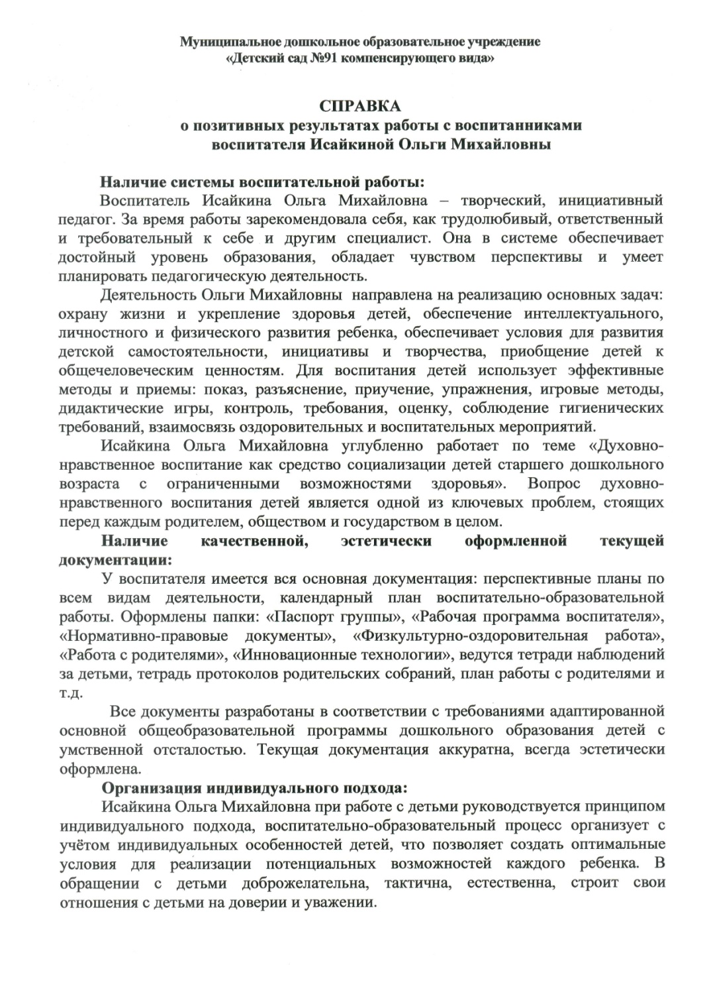 Муниципальное дошкольное образовательное учреждение
«Детский сад №91 компенсирующего вида»
СПРАВКА
о позитивных результатах работы с воспитанниками
воспитателя Исайкиной Ольги Михайловны
Наличие системы воспитательной работы:
Воспитатель Исайкина Ольга Михайловна – творческий, инициативный
педагог. За время работы зарекомендовала себя, как трудолюбивый, ответственный
и требовательный к себе и другим специалист. Она в системе обеспечивает
достойный уровень образования, обладает чувством перспективы и умеет
планировать педагогическую деятельность.
Деятельность Ольги Михайловны направлена на реализацию основных задач:
охрану жизни и укрепление здоровья детей, обеспечение интеллектуального,
личностного и физического развития ребенка, обеспечивает условия для развития
детской самостоятельности, инициативы и творчества, приобщение детей к
общечеловеческим ценностям. Для воспитания детей использует эффективные
методы и приемы: показ, разъяснение, приучение, упражнения, игровые методы,
дидактические игры, контроль, требования, оценку, соблюдение гигиенических
требований, взаимосвязь оздоровительных и воспитательных мероприятий.
Исайкина Ольга Михайловна углубленно работает по теме «Духовно-
нравственное воспитание как средство социализации детей старшего дошкольного
возраста с ограниченными возможностями здоровья». Вопрос духовно-
нравственного воспитания детей является одной из ключевых проблем, стоящих
перед каждым родителем, обществом и государством в целом.
Наличие качественной, эстетически оформленной текущей
документации:
У воспитателя имеется вся основная документация: перспективные планы по
всем видам деятельности, календарный план воспитательно-образовательной
работы. Оформлены папки: «Паспорт группы», «Рабочая программа воспитателя»,
«Нормативно-правовые документы», «Физкультурно-оздоровительная работа»,
«Работа с родителями», «Инновационные технологии», ведутся тетради наблюдений
за детьми, тетрадь протоколов родительских собраний, план работы с родителями и
т.д.
Все документы разработаны в соответствии с требованиями адаптированной
основной общеобразовательной программы дошкольного образования детей с
умственной отсталостью. Текущая документация аккуратна, всегда эстетически
оформлена.
Организация индивидуального подхода:
Исайкина Ольга Михайловна при работе с детьми руководствуется принципом
индивидуального подхода, воспитательно-образовательный процесс организует с
учётом индивидуальных особенностей детей, что позволяет создать оптимальные
условия для реализации потенциальных возможностей каждого ребенка. В
обращении с детьми доброжелательна, тактична, естественна, строит свои
отношения с детьми на доверии и уважении.